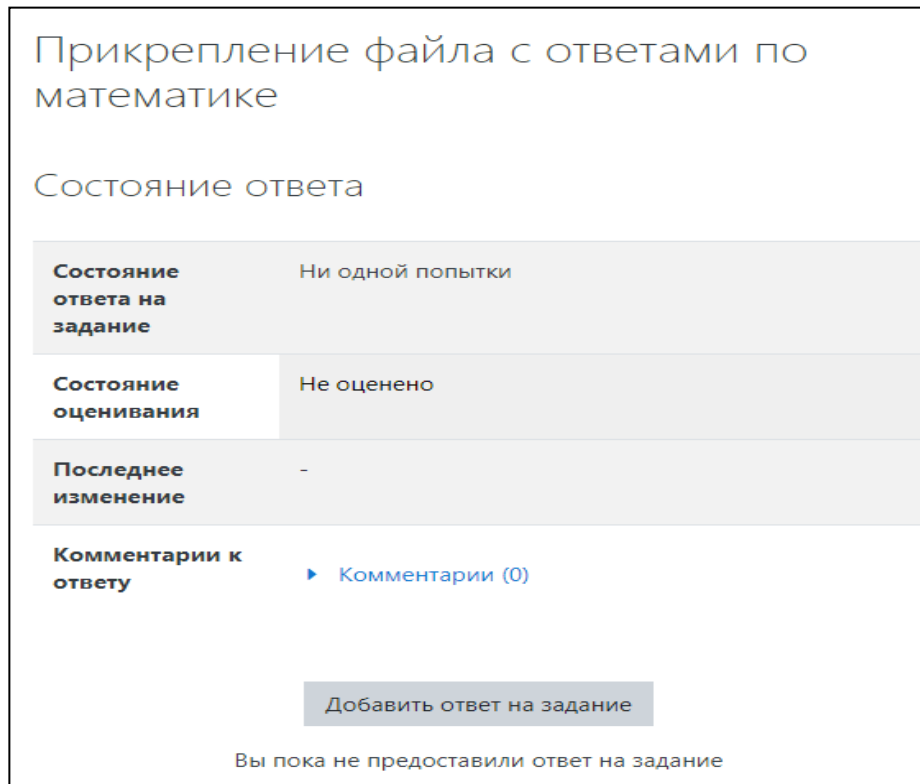 Прикрепление файла с ответами по
математике
Состояние ответа
Состояние
ответа на
задание
Ни одной попытки
Состояние
оценивания
Не оценено
Последнее
изменение
-
Комментарии к
ответу
Комментарии (0)
Добавить ответ на задание
Вы пока не предоставили ответ на задание